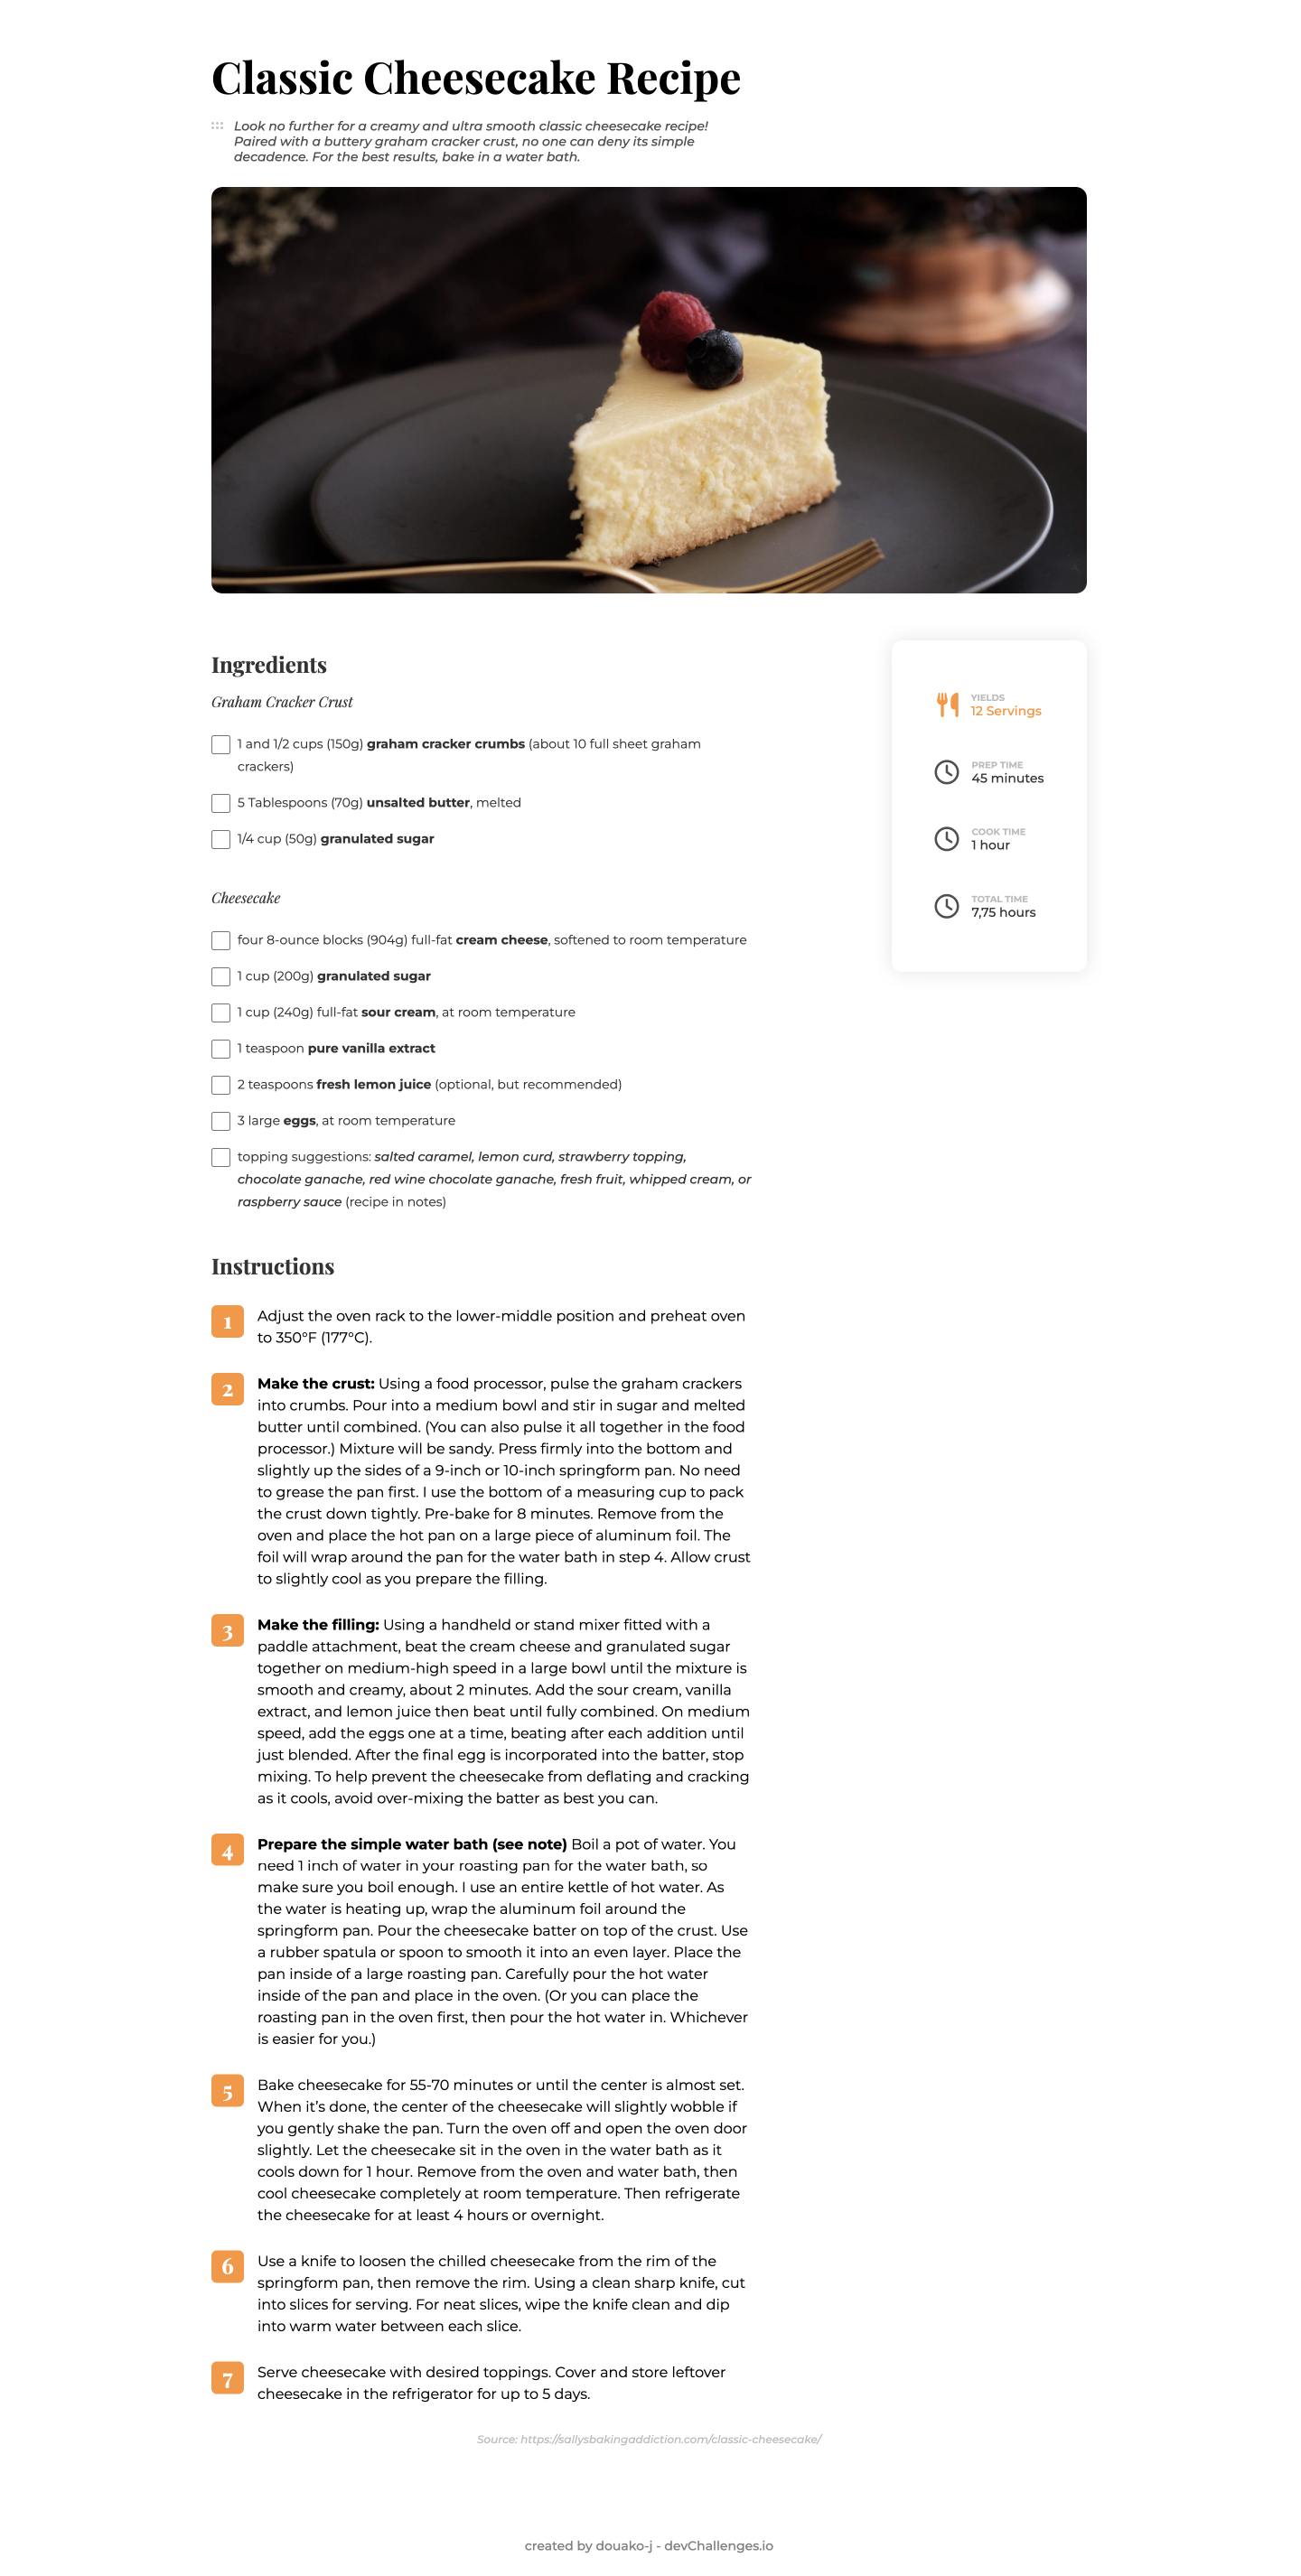 Classic Cheesecake Recipe
Look no further for a creamy and ultra smooth classic cheesecake recipe!
Paired with a buttery graham cracker crust, no one can deny its simple
decadence. For the best results, bake in a water bath.
Ingredients
Graham Cracker Crust
1 and 1/2 cups (150g) graham cracker crumbs (about 10 full sheet graham
crackers)
5 Tablespoons (70g) unsalted butter, melted
1/4 cup (50g) granulated sugar
Cheesecake
four 8-ounce blocks (904g) full-fat cream cheese, softened to room temperature
1 cup (200g) granulated sugar
1 cup (240g) full-fat sour cream, at room temperature
1 teaspoon pure vanilla extract
2 teaspoons fresh lemon juice (optional, but recommended)
3 large eggs, at room temperature
topping suggestions: salted caramel, lemon curd, strawberry topping,
chocolate ganache, red wine chocolate ganache, fresh fruit, whipped cream, or
raspberry sauce (recipe in notes)
YIELDS
12 Servings
PREP TIME
45 minutes
COOK TIME
1 hour
TOTAL TIME
7,75 hours
Instructions
1 Adjust the oven rack to the lower-middle position and preheat oven
to 350°F (177°C).
2 Make the crust: Using a food processor, pulse the graham crackers
into crumbs. Pour into a medium bowl and stir in sugar and melted
butter until combined. (You can also pulse it all together in the food
processor.) Mixture will be sandy. Press firmly into the bottom and
slightly up the sides of a 9-inch or 10-inch springform pan. No need
to grease the pan first. I use the bottom of a measuring cup to pack
the crust down tightly. Pre-bake for 8 minutes. Remove from the
oven and place the hot pan on a large piece of aluminum foil. The
foil will wrap around the pan for the water bath in step 4. Allow crust
to slightly cool as you prepare the filling.
3 Make the filling: Using a handheld or stand mixer fitted with a
paddle attachment, beat the cream cheese and granulated sugar
together on medium-high speed in a large bowl until the mixture is
smooth and creamy, about 2 minutes. Add the sour cream, vanilla
extract, and lemon juice then beat until fully combined. On medium
speed, add the eggs one at a time, beating after each addition until
just blended. After the final egg is incorporated into the batter, stop
mixing. To help prevent the cheesecake from deflating and cracking
as it cools, avoid over-mixing the batter as best you can.
4 Prepare the simple water bath (see note) Boil a pot of water. You
need 1 inch of water in your roasting pan for the water bath, so
make sure you boil enough. I use an entire kettle of hot water. As
the water is heating up, wrap the aluminum foil around the
springform pan. Pour the cheesecake batter on top of the crust. Use
a rubber spatula or spoon to smooth it into an even layer. Place the
pan inside of a large roasting pan. Carefully pour the hot water
inside of the pan and place in the oven. (Or you can place the
roasting pan in the oven first, then pour the hot water in. Whichever
is easier for you.)
5 Bake cheesecake for 55-70 minutes or until the center is almost set.
When it’s done, the center of the cheesecake will slightly wobble if
you gently shake the pan. Turn the oven off and open the oven door
slightly. Let the cheesecake sit in the oven in the water bath as it
cools down for 1 hour. Remove from the oven and water bath, then
cool cheesecake completely at room temperature. Then refrigerate
the cheesecake for at least 4 hours or overnight.
6 Use a knife to loosen the chilled cheesecake from the rim of the
springform pan, then remove the rim. Using a clean sharp knife, cut
into slices for serving. For neat slices, wipe the knife clean and dip
into warm water between each slice.
7 Serve cheesecake with desired toppings. Cover and store leftover
cheesecake in the refrigerator for up to 5 days.
Source: https://sallysbakingaddiction.com/classic-cheesecake/
created by douako-j - devChallenges.io